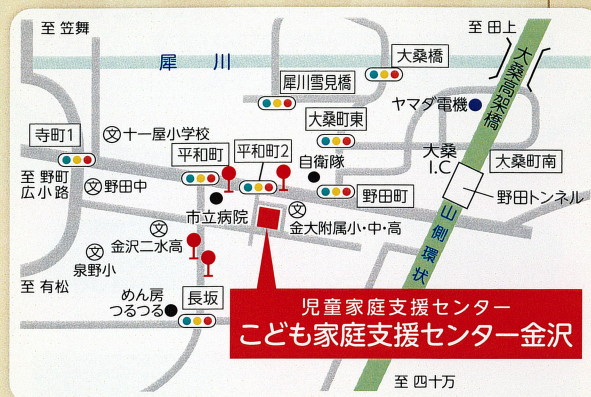 至 笠舞
至 田上
犀川
大桑橋
大桑高架橋
犀川雪見橋
ヤマダ電機
大桑町東
寺町1
十一屋小学校
文
平和町
平和町2
自衛隊
大桑
I.C
大桑町南
至 野町
広小路
文
野田中
野田町
野田トンネル
市立病院
文
金大附属小・中・高
山側環状
金沢二水高
文
文
泉野小
至 有松
めん房
つるつる
長坂
児童家庭支援センター
こども家庭支援センター金沢
至 四十万